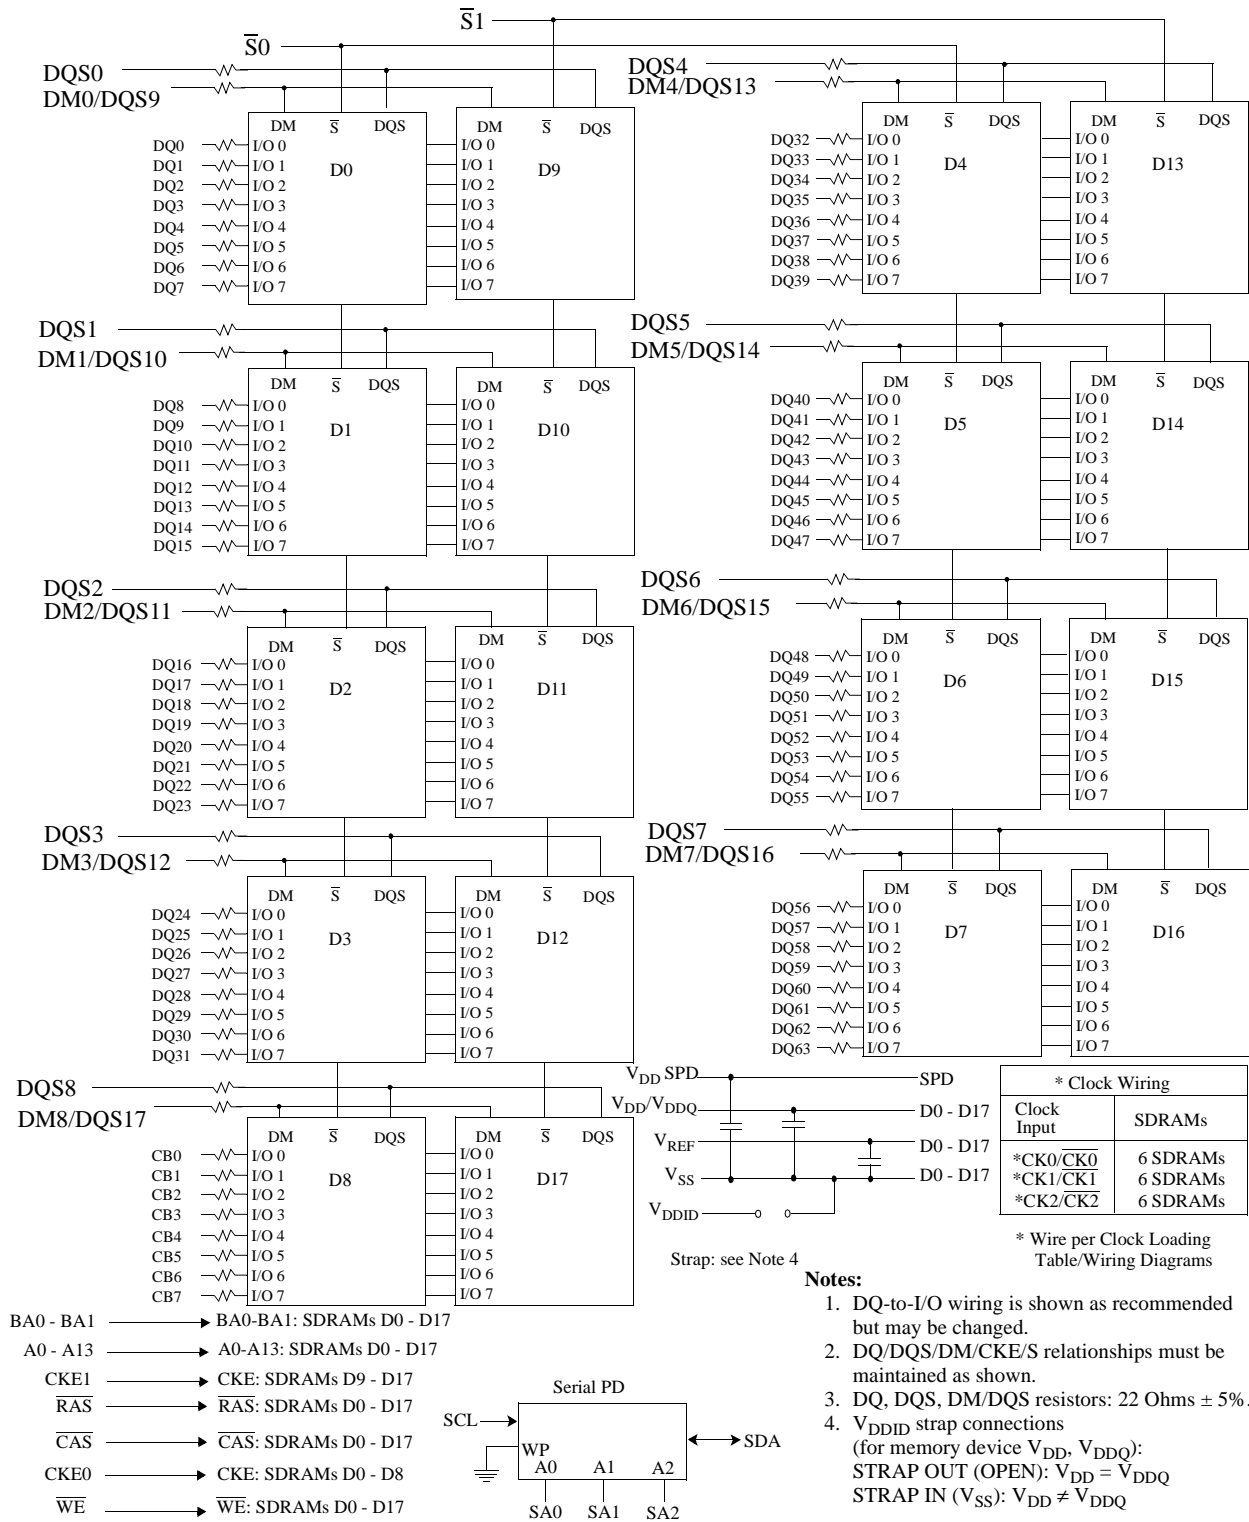 S̅1
S̅0
DQS0
DM0/DQS9
DM S̅ DQS
DM S̅ DQS
DQ0 I/O 0 I/O 0
DQ1 I/O 1 D0 I/O 1 D9
DQ2 I/O 2 I/O 2
DQ3 I/O 3 I/O 3
DQ4 I/O 4 I/O 4
DQ5 I/O 5 I/O 5
DQ6 I/O 6 I/O 6
DQ7 I/O 7 I/O 7
DQS1
DM1/DQS10
DM S̅ DQS
DM S̅ DQS
DQ8 I/O 0 I/O 0
DQ9 I/O 1 D1 I/O 1 D10
DQ10 I/O 2 I/O 2
DQ11 I/O 3 I/O 3
DQ12 I/O 4 I/O 4
DQ13 I/O 5 I/O 5
DQ14 I/O 6 I/O 6
DQ15 I/O 7 I/O 7
DQS2
DM2/DQS11
DM S̅ DQS
DM S̅ DQS
DQ16 I/O 0 I/O 0
DQ17 I/O 1 D2 I/O 1 D11
DQ18 I/O 2 I/O 2
DQ19 I/O 3 I/O 3
DQ20 I/O 4 I/O 4
DQ21 I/O 5 I/O 5
DQ22 I/O 6 I/O 6
DQ23 I/O 7 I/O 7
DQS3
DM3/DQS12
DM S̅ DQS
DM S̅ DQS
DQ24 I/O 0 I/O 0
DQ25 I/O 1 D3 I/O 1 D12
DQ26 I/O 2 I/O 2
DQ27 I/O 3 I/O 3
DQ28 I/O 4 I/O 4
DQ29 I/O 5 I/O 5
DQ30 I/O 6 I/O 6
DQ31 I/O 7 I/O 7
DQS8
DM8/DQS17
DM S̅ DQS
DM S̅ DQS
CB0 I/O 0 I/O 0
CB1 I/O 1 D8 I/O 1 D17
CB2 I/O 2 I/O 2
CB3 I/O 3 I/O 3
CB4 I/O 4 I/O 4
CB5 I/O 5 I/O 5
CB6 I/O 6 I/O 6
CB7 I/O 7 I/O 7
DQS4
DM4/DQS13
DM S̅ DQS
DM S̅ DQS
DQ32 I/O 0 I/O 0
DQ33 I/O 1 D4 I/O 1 D13
DQ34 I/O 2 I/O 2
DQ35 I/O 3 I/O 3
DQ36 I/O 4 I/O 4
DQ37 I/O 5 I/O 5
DQ38 I/O 6 I/O 6
DQ39 I/O 7 I/O 7
DQS5
DM5/DQS14
DM S̅ DQS
DM S̅ DQS
DQ40 I/O 0 I/O 0
DQ41 I/O 1 D5 I/O 1 D14
DQ42 I/O 2 I/O 2
DQ43 I/O 3 I/O 3
DQ44 I/O 4 I/O 4
DQ45 I/O 5 I/O 5
DQ46 I/O 6 I/O 6
DQ47 I/O 7 I/O 7
DQS6
DM6/DQS15
DM S̅ DQS
DM S̅ DQS
DQ48 I/O 0 I/O 0
DQ49 I/O 1 D6 I/O 1 D15
DQ50 I/O 2 I/O 2
DQ51 I/O 3 I/O 3
DQ52 I/O 4 I/O 4
DQ53 I/O 5 I/O 5
DQ54 I/O 6 I/O 6
DQ55 I/O 7 I/O 7
DQS7
DM7/DQS16
DM S̅ DQS
DM S̅ DQS
DQ56 I/O 0 I/O 0
DQ57 I/O 1 D7 I/O 1 D16
DQ58 I/O 2 I/O 2
DQ59 I/O 3 I/O 3
DQ60 I/O 4 I/O 4
DQ61 I/O 5 I/O 5
DQ62 I/O 6 I/O 6
DQ63 I/O 7 I/O 7
VDD SPD SPD
VDD/VDDQ D0 - D17
VREF D0 - D17
VSS D0 - D17
VDDID
Strap: see Note 4
* Clock Wiring
Clock Input SDRAMs
*CK0/C̅K̅0̅ 6 SDRAMs
*CK1/C̅K̅1̅ 6 SDRAMs
*CK2/C̅K̅2̅ 6 SDRAMs
* Wire per Clock Loading
Table/Wiring Diagrams
BA0 - BA1 BA0-BA1: SDRAMs D0 - D17
A0 - A13 A0-A13: SDRAMs D0 - D17
CKE1 CKE: SDRAMs D9 - D17
R̅A̅S̅ R̅A̅S̅: SDRAMs D0 - D17
C̅A̅S̅ C̅A̅S̅: SDRAMs D0 - D17
CKE0 CKE: SDRAMs D0 - D8
W̅E̅ W̅E̅: SDRAMs D0 - D17
Serial PD
SCL
WP
SDA
A0 A1 A2
SA0 SA1 SA2
Notes:
1. DQ-to-I/O wiring is shown as recommended
but may be changed.
2. DQ/DQS/DM/CKE/S relationships must be
maintained as shown.
3. DQ, DQS, DM/DQS resistors: 22 Ohms ± 5%.
4. VDDID strap connections
(for memory device VDD, VDDQ):
STRAP OUT (OPEN): VDD = VDDQ
STRAP IN (VSS): VDD ≠ VDDQ